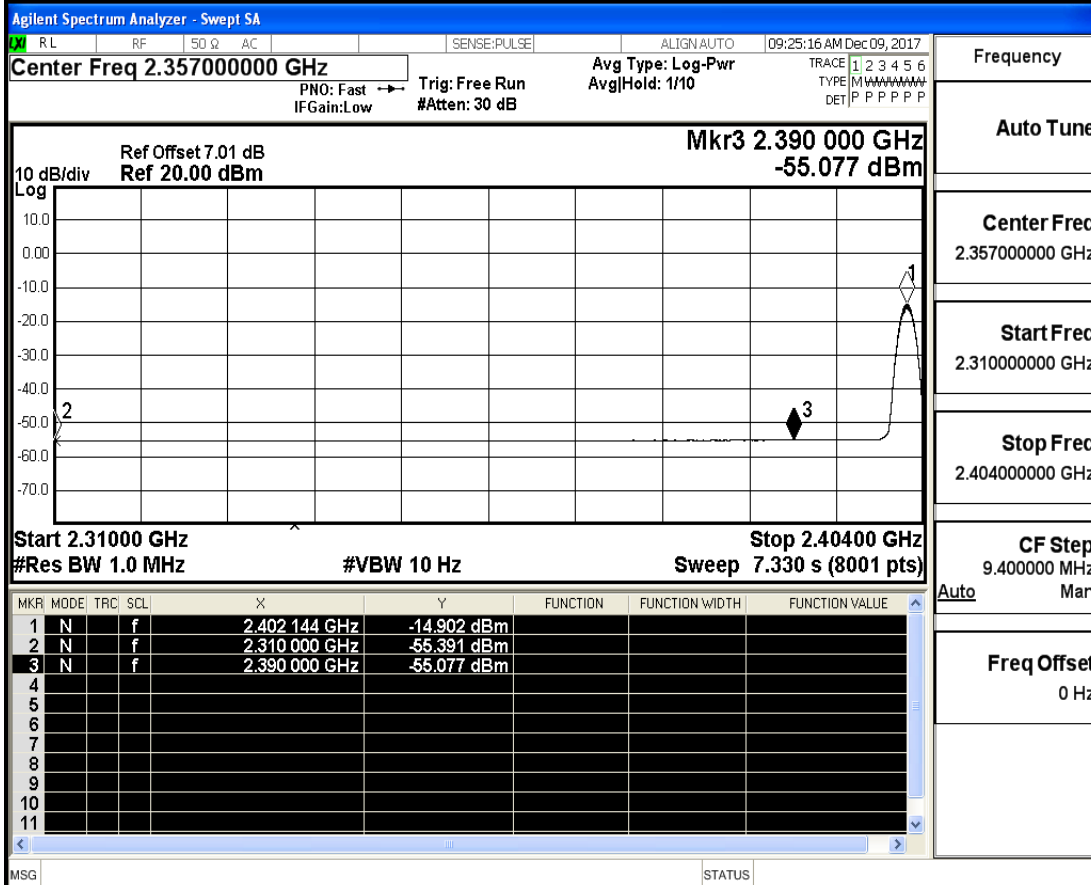 Agilent Spectrum Analyzer - Swept SA
LXI RL RF 50 Ω AC SENSE:PULSE ALIGN AUTO 09:25:16 AM Dec 09, 2017
Center Freq 2.357000000 GHz
PNO: Fast
IFGain:Low
Trig: Free Run
#Atten: 30 dB
Avg Type: Log-Pwr
Avg|Hold: 1/10
TRACE 1 2 3 4 5 6
TYPE M
DET P P P P P P
Mkr3 2.390 000 GHz
-55.077 dBm
Ref Offset 7.01 dB
10 dB/div Ref 20.00 dBm
Log
10.0
0.00
-10.0
-20.0
-30.0
-40.0
-50.0
-60.0
-70.0
1
2
3
Start 2.31000 GHz Stop 2.40400 GHz
#Res BW 1.0 MHz #VBW 10 Hz Sweep 7.330 s (8001 pts)
MKR MODE TRC SCL X Y FUNCTION FUNCTION WIDTH FUNCTION VALUE
1 N f 2.402 144 GHz -14.902 dBm
2 N f 2.310 000 GHz -55.391 dBm
3 N f 2.390 000 GHz -55.077 dBm
4
5
6
7
8
9
10
11
MSG STATUS
Frequency
Auto Tune
Center Freq
2.357000000 GHz
Start Freq
2.310000000 GHz
Stop Freq
2.404000000 GHz
CF Step
9.400000 MHz
Auto Man
Freq Offset
0 Hz